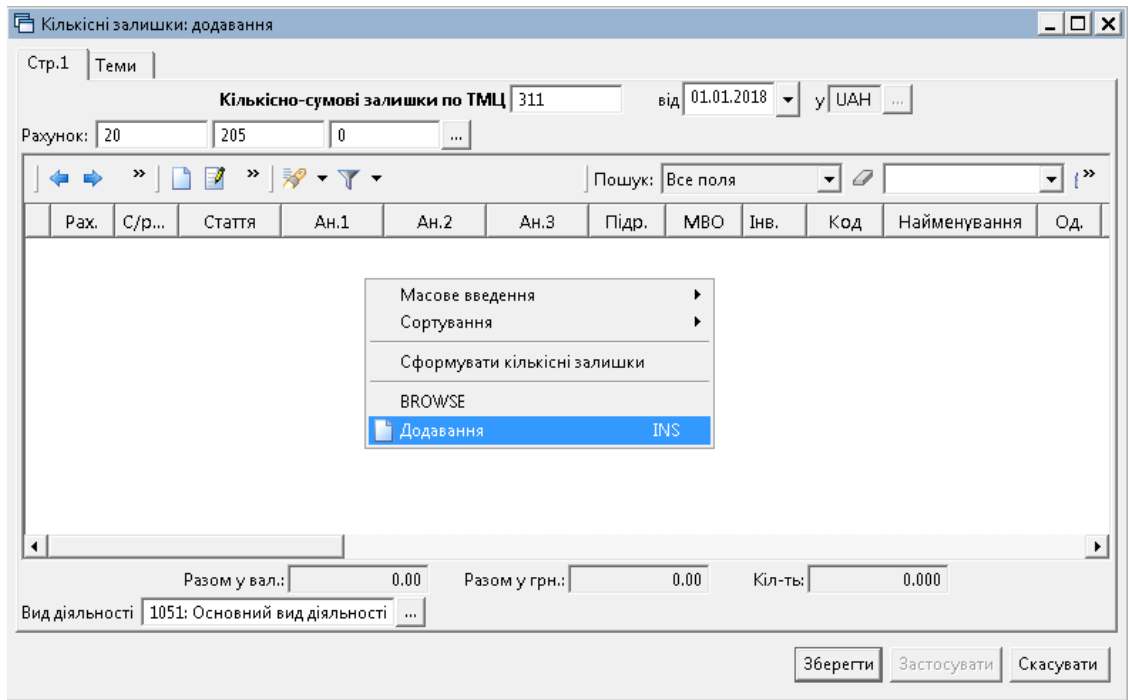 Кількісні залишки: додавання
Стр.1 Теми
Кількісно-сумові залишки по ТМЦ 311 від 01.01.2018 у UAH ...
Рахунок: 20 205 0 ...
» » Пошук: Все поля »
Рах. С/р... Стаття Ан.1 Ан.2 Ан.3 Підр. МВО Інв. Код Найменування Од.
Масове введення
Сортування
Сформувати кількісні залишки
BROWSE
Додавання INS
Разом у вал.: 0.00 Разом у грн.: 0.00 Кіл-ть: 0.000
Вид діяльності 1051: Основний вид діяльності ...
Зберегти Застосувати Скасувати